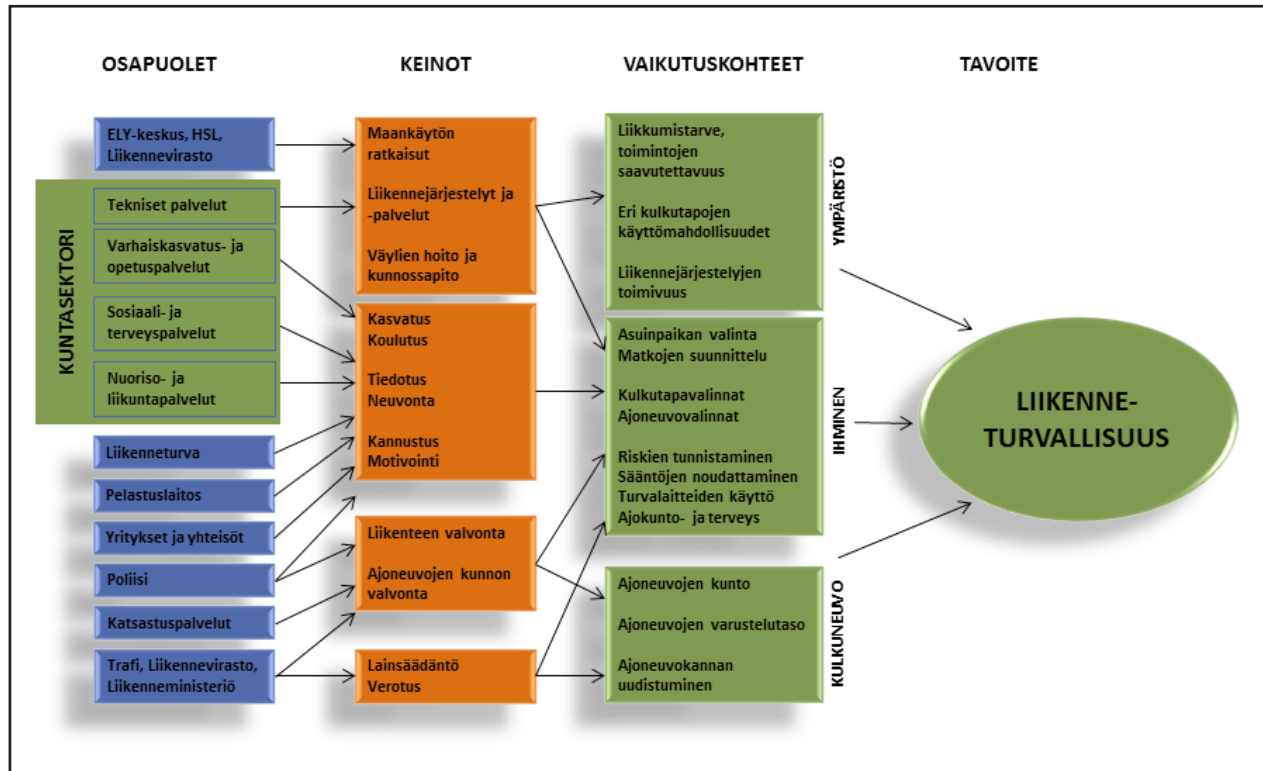 OSAPUOLET
KEINOT
VAIKUTUSKOHTEET
TAVOITE
ELY-keskus, HSL,
Liikennevirasto
KUNTASEKTORI
Tekniset palvelut
Varhaiskasvatus- ja
opetuspalvelut
Sosiaali- ja
terveyspalvelut
Nuoriso- ja
liikuntapalvelut
Liikenneturva
Pelastuslaitos
Yritykset ja yhteisöt
Poliisi
Katsastuspalvelut
Trafi, Liikennevirasto,
Liikenneministeriö
Maankäytön
ratkaisut
Liikennejärjestelyt ja
-palvelut
Väylien hoito ja
kunnossapito
Kasvatus
Koulutus
Tiedotus
Neuvonta
Kannustus
Motivointi
Liikenteen valvonta
Ajoneuvojen kunnon
valvonta
Lainsäädäntö
Verotus
Liikkumistarve,
toimintojen
saavutettavuus
Eri kulkutapojen
käyttömahdollisuudet
Liikennejärjestelyjen
toimivuus
YMPÄRISTÖ
Asuinpaikan valinta
Matkojen suunnittelu
Kulkutapavalinnat
Ajoneuvovalinnat
Riskien tunnistaminen
Sääntöjen noudattaminen
Turvalaitteiden käyttö
Ajokunto- ja terveys
IHMINEN
Ajoneuvojen kunto
Ajoneuvojen varustelutaso
Ajoneuvokannan
uudistuminen
KULKUNEUVO
LIIKENNE-
TURVALLISUUS